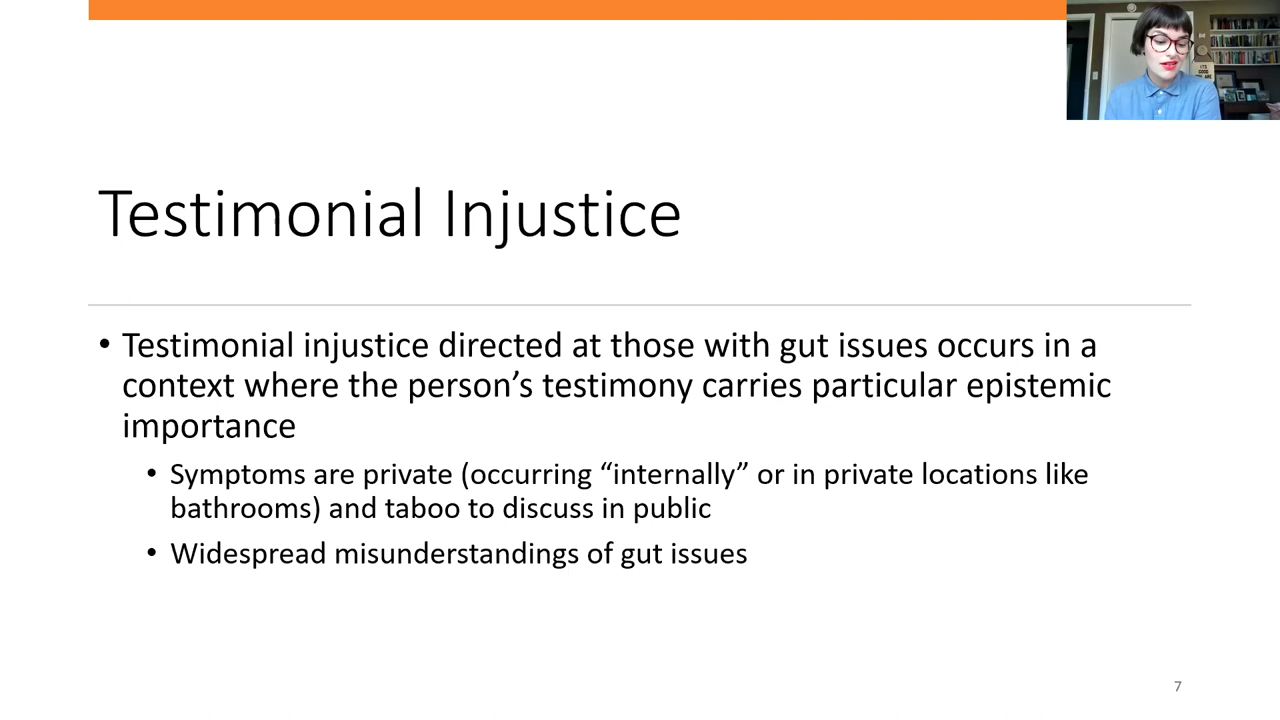 Testimonial Injustice
• Testimonial injustice directed at those with gut issues occurs in a
context where the person’s testimony carries particular epistemic
importance
• Symptoms are private (occurring “internally” or in private locations like
bathrooms) and taboo to discuss in public
• Widespread misunderstandings of gut issues
7